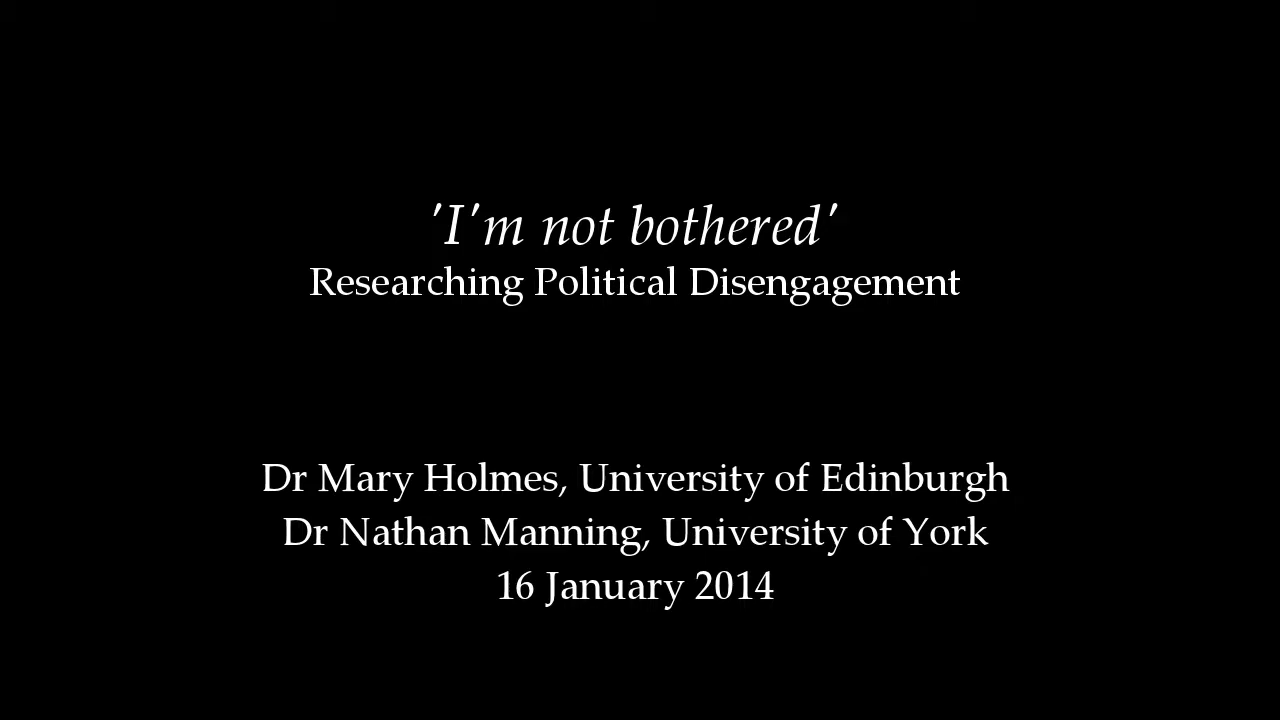 'I'm not bothered'
Researching Political Disengagement
Dr Mary Holmes, University of Edinburgh
Dr Nathan Manning, University of York
16 January 2014